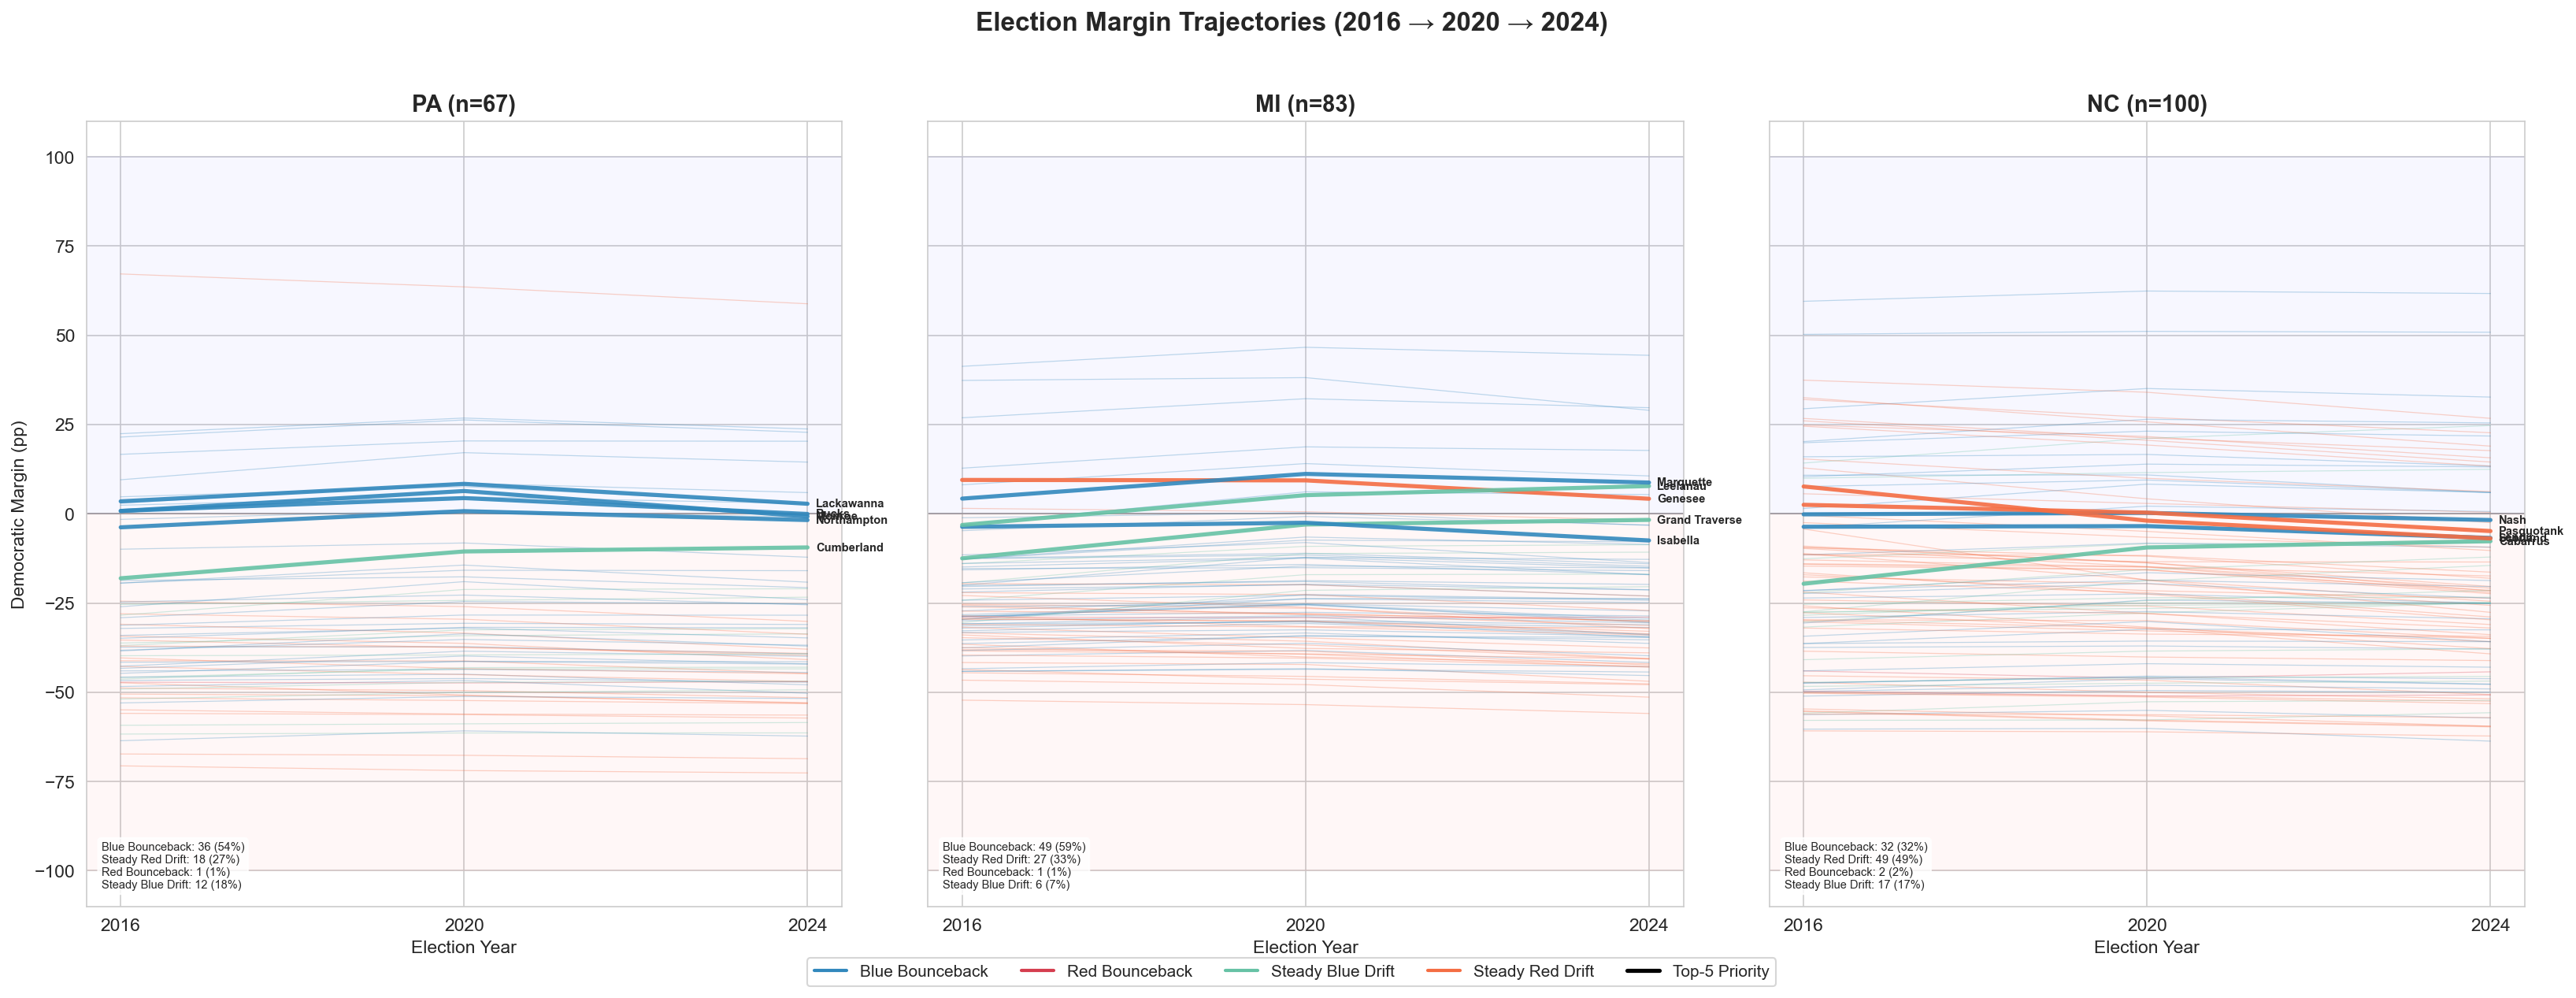 Election Margin Trajectories (2016 → 2020 → 2024)
PA (n=67)
MI (n=83)
NC (n=100)
Democratic Margin (pp)
100
75
50
25
0
−25
−50
−75
−100
Lackawanna
Bucks
Northampton
Cumberland
Blue Bounceback: 36 (54%)
Steady Red Drift: 18 (27%)
Red Bounceback: 1 (1%)
Steady Blue Drift: 12 (18%)
2016
2020
2024
Election Year
Marquette
Leelanau
Genesee
Grand Traverse
Isabella
Blue Bounceback: 49 (59%)
Steady Red Drift: 27 (33%)
Red Bounceback: 1 (1%)
Steady Blue Drift: 6 (7%)
2016
2020
2024
Election Year
Nash
Pasquotank
Cabarrus
Blue Bounceback: 32 (32%)
Steady Red Drift: 49 (49%)
Red Bounceback: 2 (2%)
Steady Blue Drift: 17 (17%)
2016
2020
2024
Election Year
Blue Bounceback
Red Bounceback
Steady Blue Drift
Steady Red Drift
Top-5 Priority